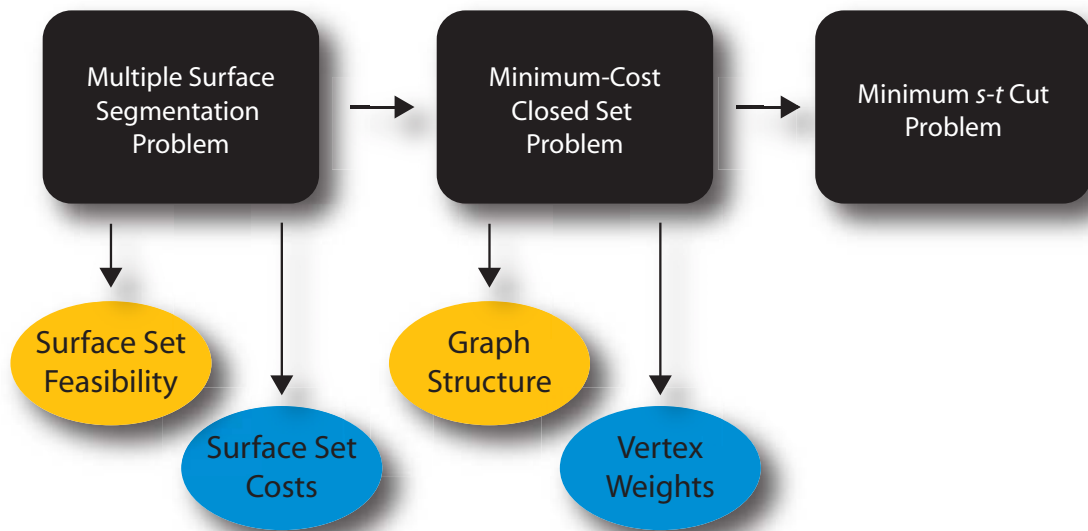 Multiple Surface
Segmentation
Problem
Minimum-Cost
Closed Set
Problem
Minimum s-t Cut
Problem
Surface Set
Feasibility
Graph
Structure
Surface Set
Costs
Vertex
Weights